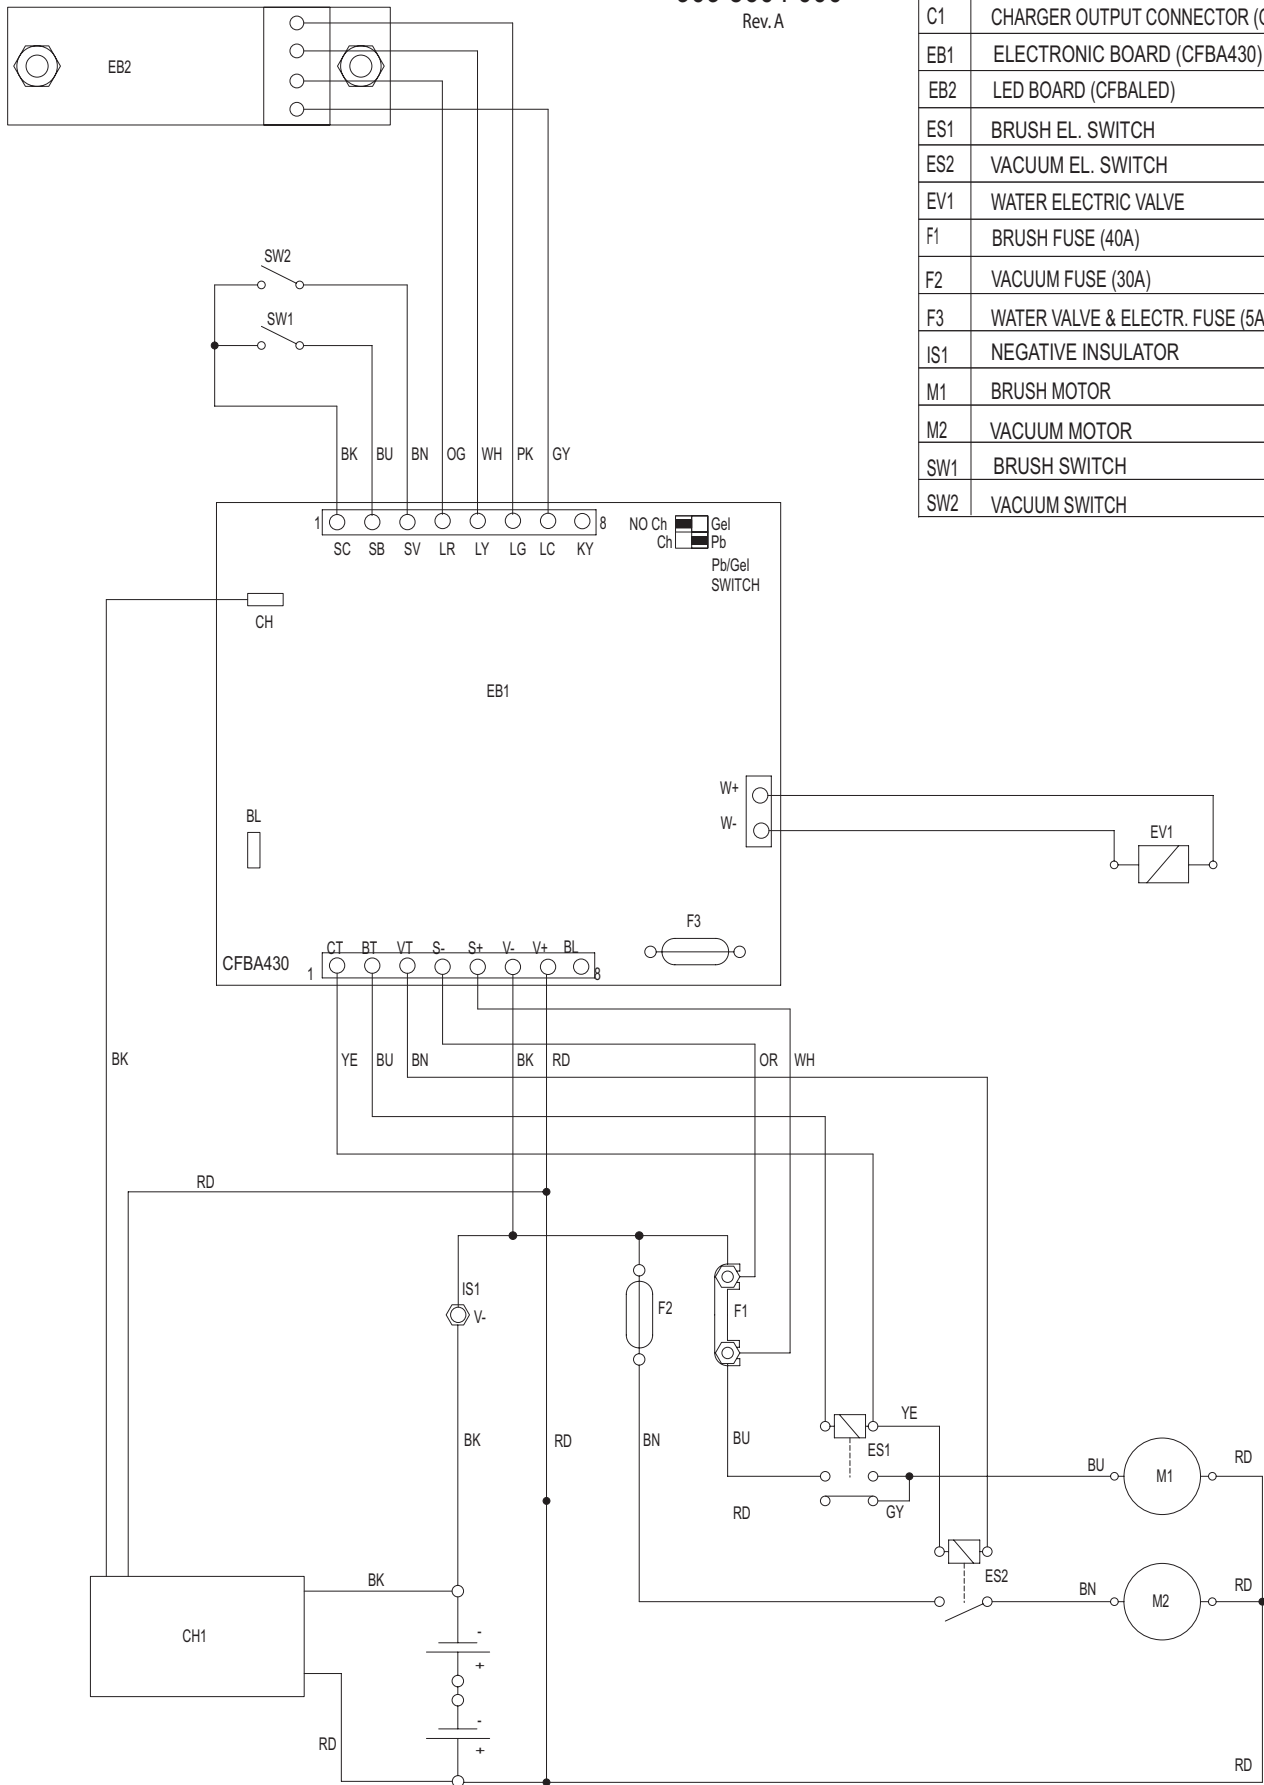 Rev. A
C1 CHARGER OUTPUT CONNECTOR
EB1 ELECTRONIC BOARD (CFBA430)
EB2 LED BOARD (CFBALED)
ES1 BRUSH EL. SWITCH
ES2 VACUUM EL. SWITCH
EV1 WATER ELECTRIC VALVE
F1 BRUSH FUSE (40A)
F2 VACUUM FUSE (30A)
F3 WATER VALVE & ELECTR. FUSE (5A
IS1 NEGATIVE INSULATOR
M1 BRUSH MOTOR
M2 VACUUM MOTOR
SW1 BRUSH SWITCH
SW2 VACUUM SWITCH
EB2
SW2
SW1
BK BU BN OG WH PK GY
1 8
SC SB SV LR LY LG LC KY
NO Ch Gel
Ch Pb
Pb/Gel
SWITCH
CH
EB1
W+
W-
BL
EV1
F3
CT BT VT S- S+ V- V+ BL
CFBA430
1 8
BK YE BU BN BK RD OR WH
RD
IS1
V-
F2
F1
YE
ES1
BK RD BN BU
BU M1 RD
RD
GY
ES2
BK
BN M2 RD
CH1
-
+
-
+
RD
RD